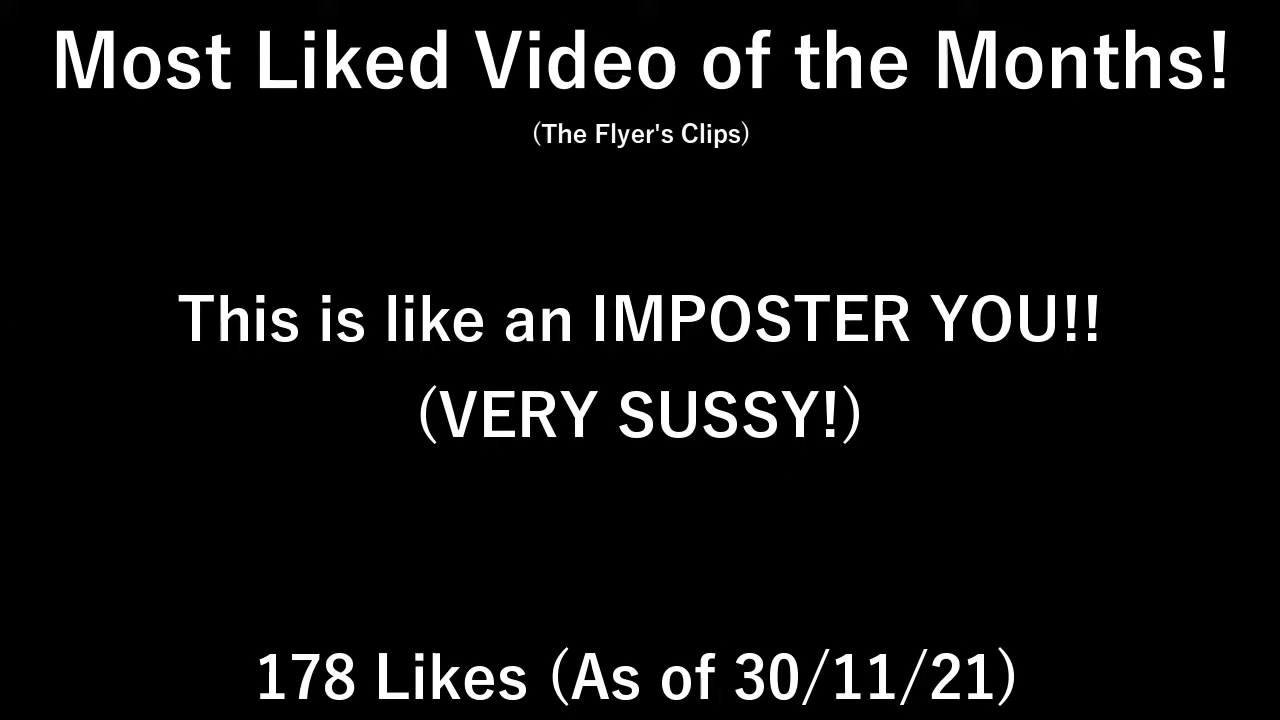 Most Liked Video of the Months!
(The Flyer's Clips)
This is like an IMPOSTER YOU!!
(VERY SUSSY!)
178 Likes (As of 30/11/21)